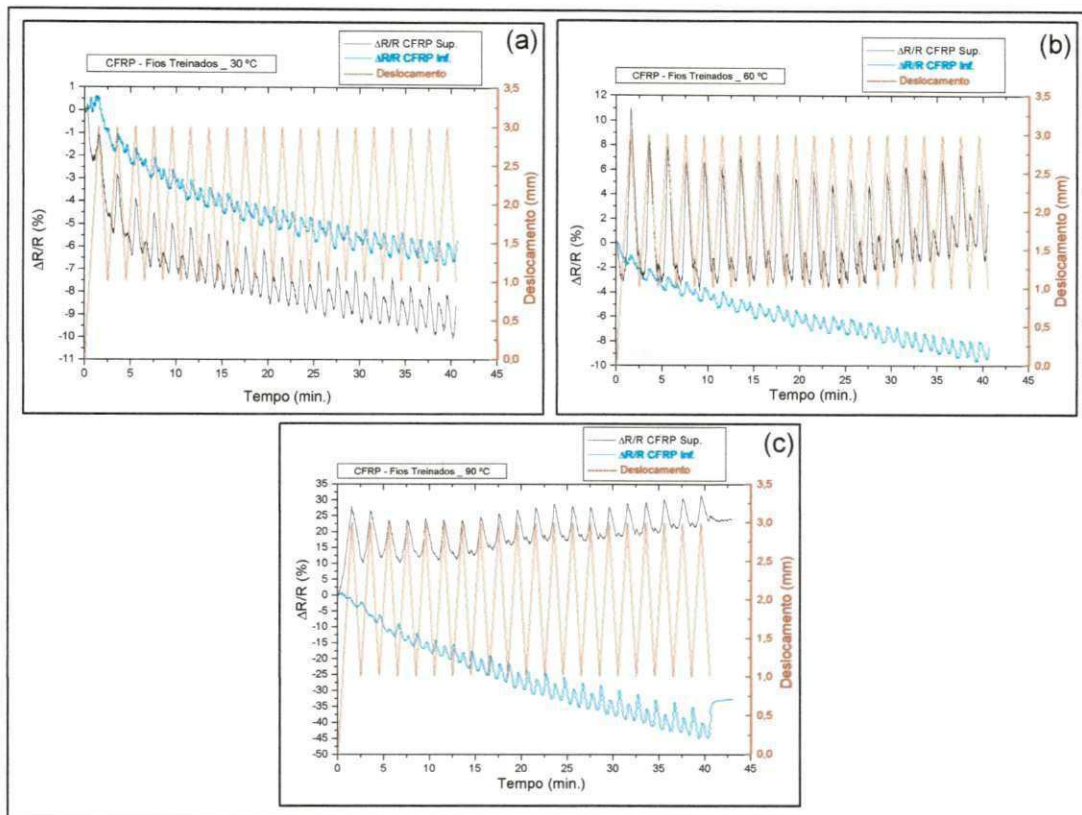 (a)
ΔR/R CFRP Sup.
ΔR/R CFRP Inf.
Deslocamento
CFRP - Fios Treinados _ 30 ºC
1
0
-1
-2
-3
-4
-5
-6
-7
-8
-9
-10
-11
ΔR/R (%)
0 5 10 15 20 25 30 35 40 45
Tempo (min.)
3,5
3,0
2,5
2,0
1,5
1,0
0,5
0,0
Deslocamento (mm)
(b)
ΔR/R CFRP Sup.
ΔR/R CFRP Inf.
Deslocamento
CFRP - Fios Treinados _ 60 ºC
12
10
8
6
4
2
0
-2
-4
-6
-8
-10
ΔR/R (%)
0 5 10 15 20 25 30 35 40 45
Tempo (min.)
3,5
3,0
2,5
2,0
1,5
1,0
0,5
0,0
Deslocamento (mm)
(c)
ΔR/R CFRP Sup.
ΔR/R CFRP Inf.
Deslocamento
CFRP - Fios Treinados _ 90 ºC
35
30
25
20
15
10
5
0
-5
-10
-15
-20
-25
-30
-35
-40
-45
-50
ΔR/R (%)
0 5 10 15 20 25 30 35 40 45
Tempo (min.)
3,5
3,0
2,5
2,0
1,5
1,0
0,5
0,0
Deslocamento (mm)